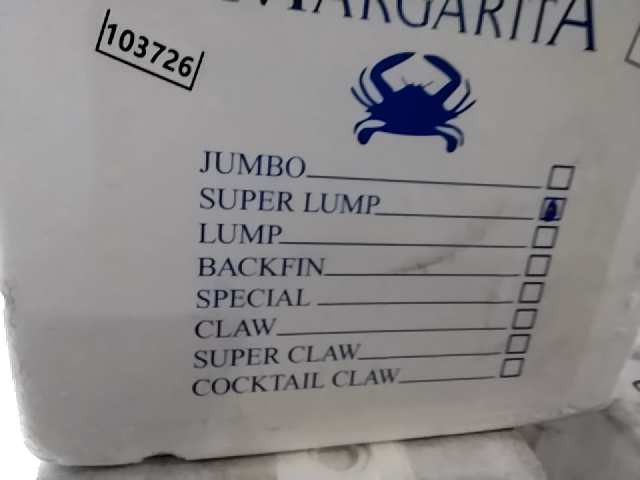 MARGARITA
103726
JUMBO
SUPER LUMP
LUMP
BACKFIN
SPECIAL
CLAW
SUPER CLAW
COCKTAIL CLAW